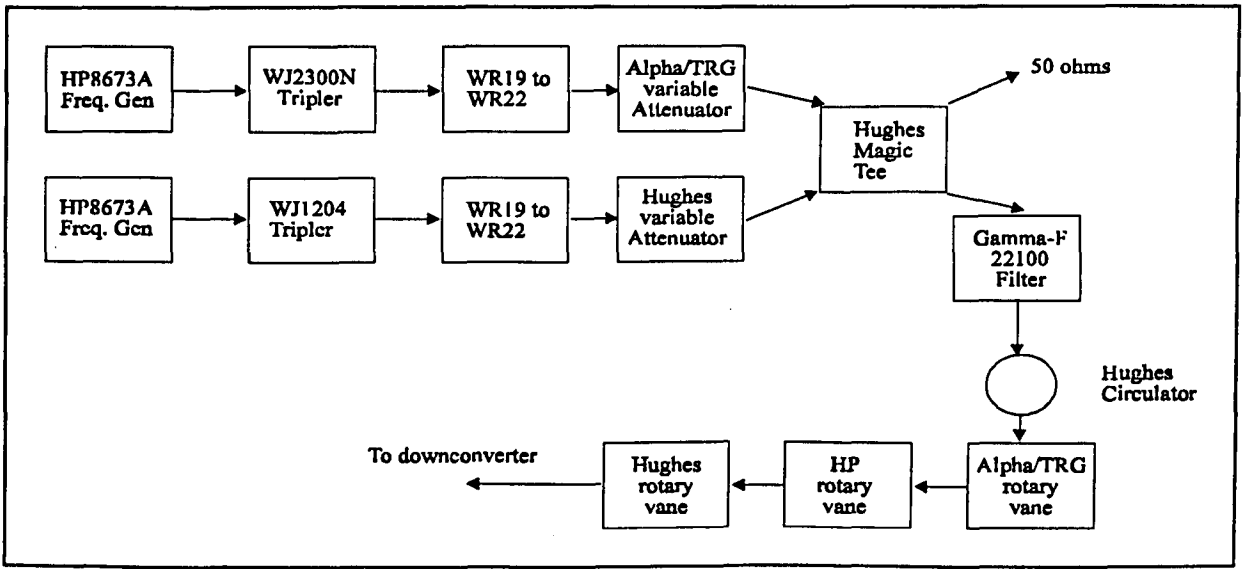 HP8673A
Freq. Gen
WJ2300N
Tripler
WR19 to
WR22
Alpha/TRG
variable
Attenuator
50 ohms
Hughes
Magic
Tee
HP8673A
Freq. Gen
WJ1204
Tripler
WR19 to
WR22
Hughes
variable
Attenuator
Gamma-F
22100
Filter
Hughes
Circulator
To downconverter
Hughes
rotary
vane
HP
rotary
vane
Alpha/TRG
rotary
vane